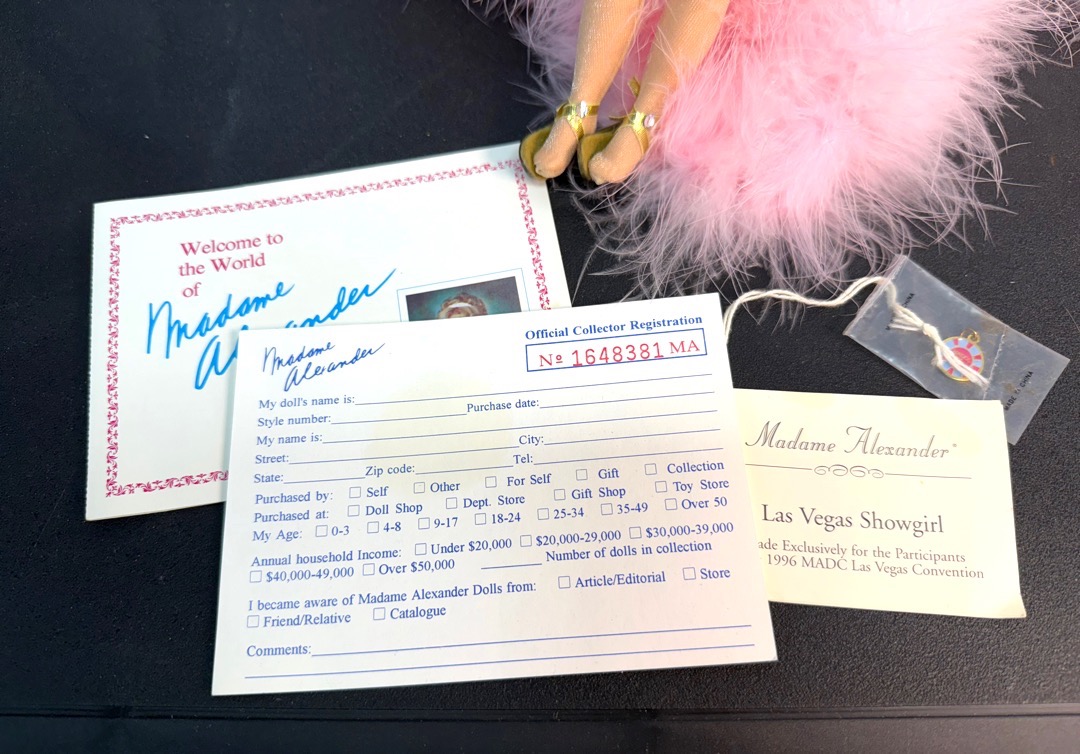 Welcome to
the World
of
Madame
Alexander
Madame
Alexander
Official Collector Registration
No 1648381 MA
My doll's name is:
Style number: Purchase date:
My name is: City:
Street: Tel:
State: Zip code:
Purchased by: Self Other For Self Gift Collection
Purchased at: Doll Shop Dept. Store Gift Shop Toy Store
My Age: 0-3 4-8 9-17 18-24 25-34 35-49 Over 50
Annual household Income: Under $20,000 $20,000-29,000 $30,000-39,000
$40,000-49,000 Over $50,000 Number of dolls in collection
I became aware of Madame Alexander Dolls from: Article/Editorial Store
Friend/Relative Catalogue
Comments:
CHINA
MADE IN CHINA
Madame Alexander®
Las Vegas Showgirl
ade Exclusively for the Participants
1996 MADC Las Vegas Convention